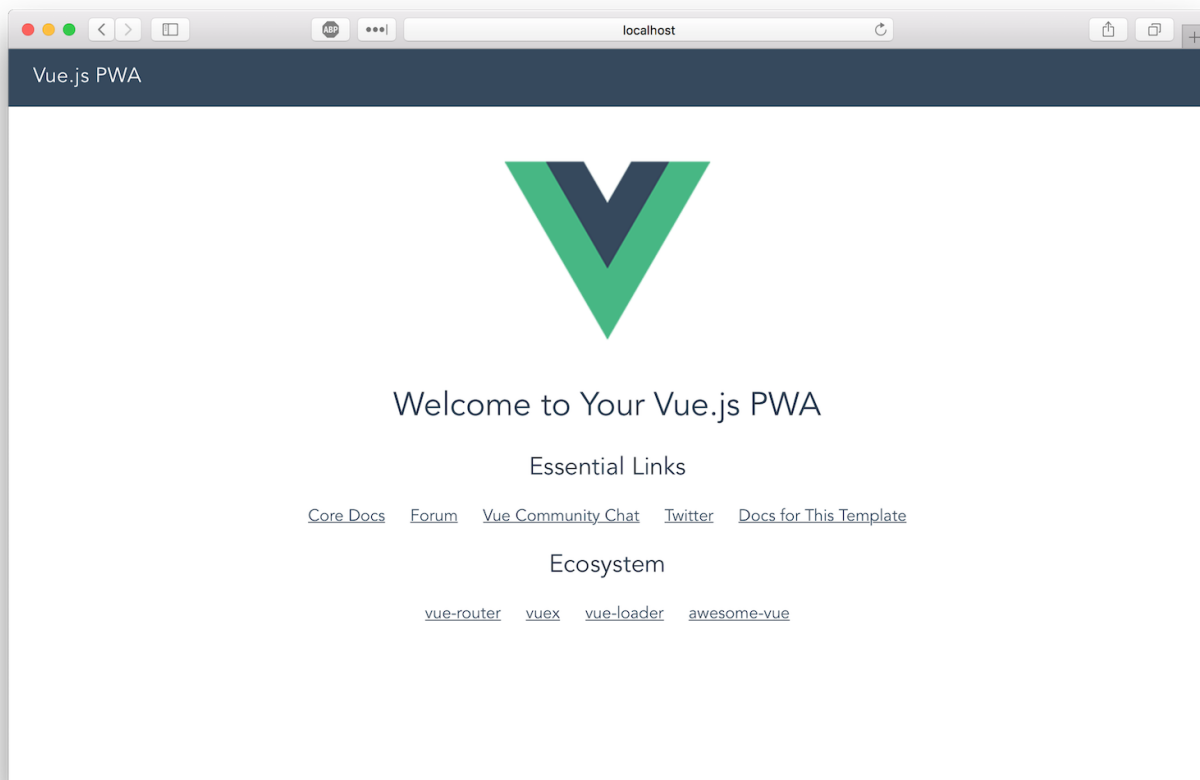 ABP
localhost
Vue.js PWA
Welcome to Your Vue.js PWA
Essential Links
Core Docs Forum Vue Community Chat Twitter Docs for This Template
Ecosystem
vue-router vuex vue-loader awesome-vue